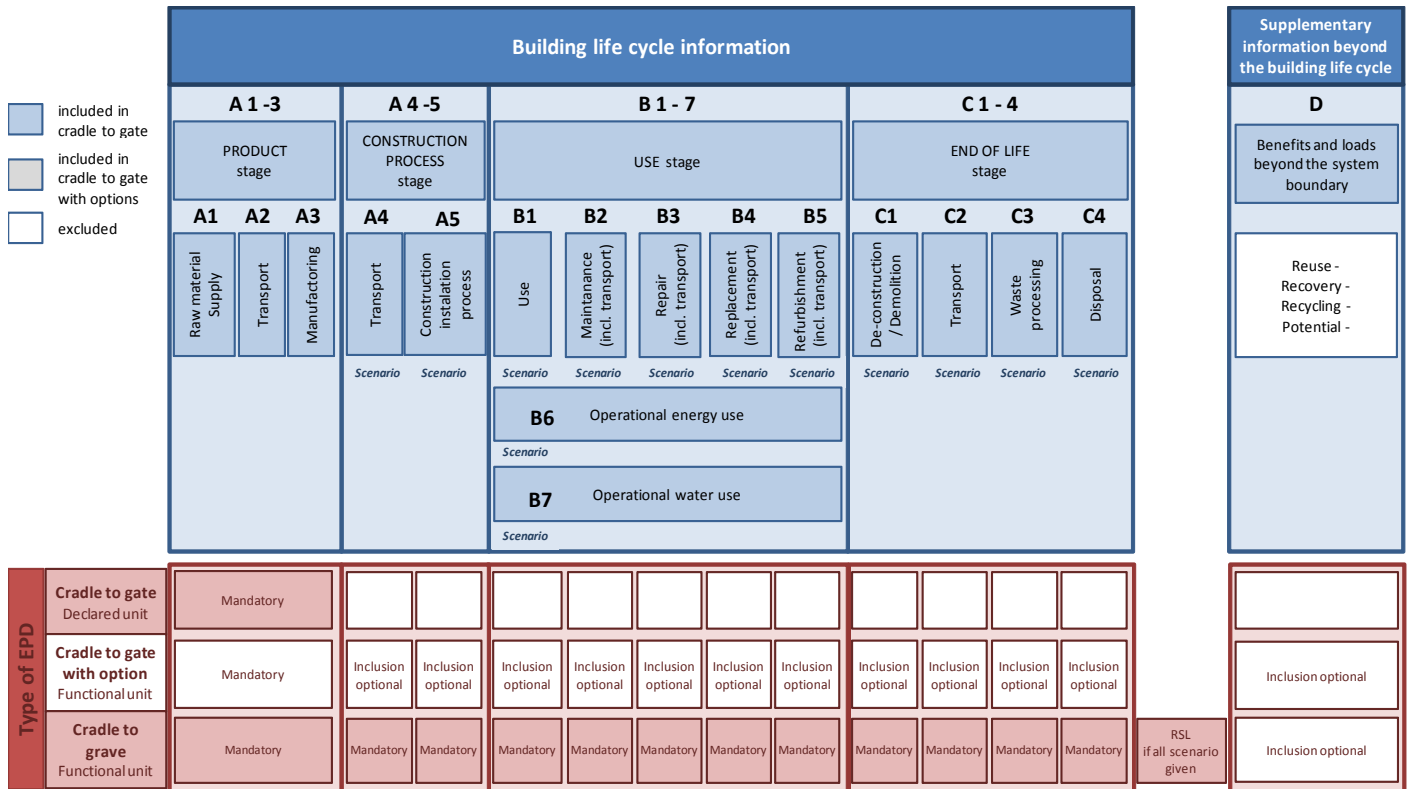 Building life cycle information
Supplementary
information beyond
the building life cycle
included in
cradle to gate
included in
cradle to gate
with options
excluded
A 1 -3
A 4 -5
B 1 - 7
C 1 - 4
D
PRODUCT
stage
CONSTRUCTION
PROCESS
stage
USE stage
END OF LIFE
stage
Benefits and loads
beyond the system
boundary
A1
A2
A3
A4
A5
B1
B2
B3
B4
B5
C1
C2
C3
C4
Raw material
Supply
Transport
Manufactoring
Transport
Construction
instalation
process
Use
Maintanance
(incl. transport)
Repair
(incl. transport)
Replacement
(incl. transport)
Refurbishment
(incl. transport)
De-construction
/ Demolition
Transport
Waste
processing
Disposal
Reuse -
Recovery -
Recycling -
Potential -
Scenario
Scenario
Scenario
Scenario
Scenario
Scenario
Scenario
Scenario
Scenario
Scenario
Scenario
B6
Operational energy use
Scenario
B7
Operational water use
Scenario
Type of EPD
Cradle to gate
Declared unit
Mandatory
Cradle to gate
with option
Functional unit
Mandatory
Inclusion
optional
Inclusion
optional
Inclusion
optional
Inclusion
optional
Inclusion
optional
Inclusion
optional
Inclusion
optional
Inclusion
optional
Inclusion
optional
Inclusion
optional
Inclusion
optional
Inclusion optional
Cradle to
grave
Functional unit
Mandatory
Mandatory
Mandatory
Mandatory
Mandatory
Mandatory
Mandatory
Mandatory
Mandatory
Mandatory
Mandatory
Mandatory
RSL
if all scenario
given
Inclusion optional